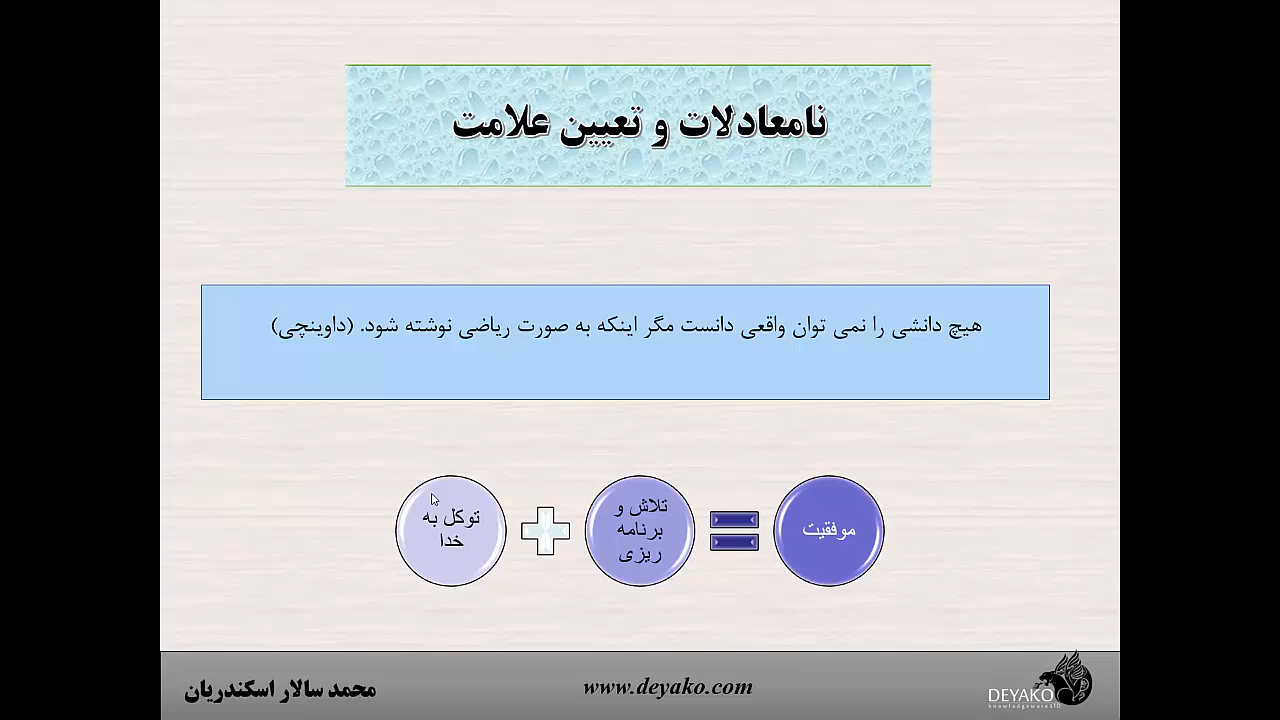 نامعادلات و تعیین علامت
هیچ دانشی را نمی توان واقعی دانست مگر اینکه به صورت ریاضی نوشته شود. (داوینچی)
موفقیت
تلاش و
برنامه
ریزی
توکل به
خدا
محمد سالار اسکندریان
www.deyako.com
DEYAKO